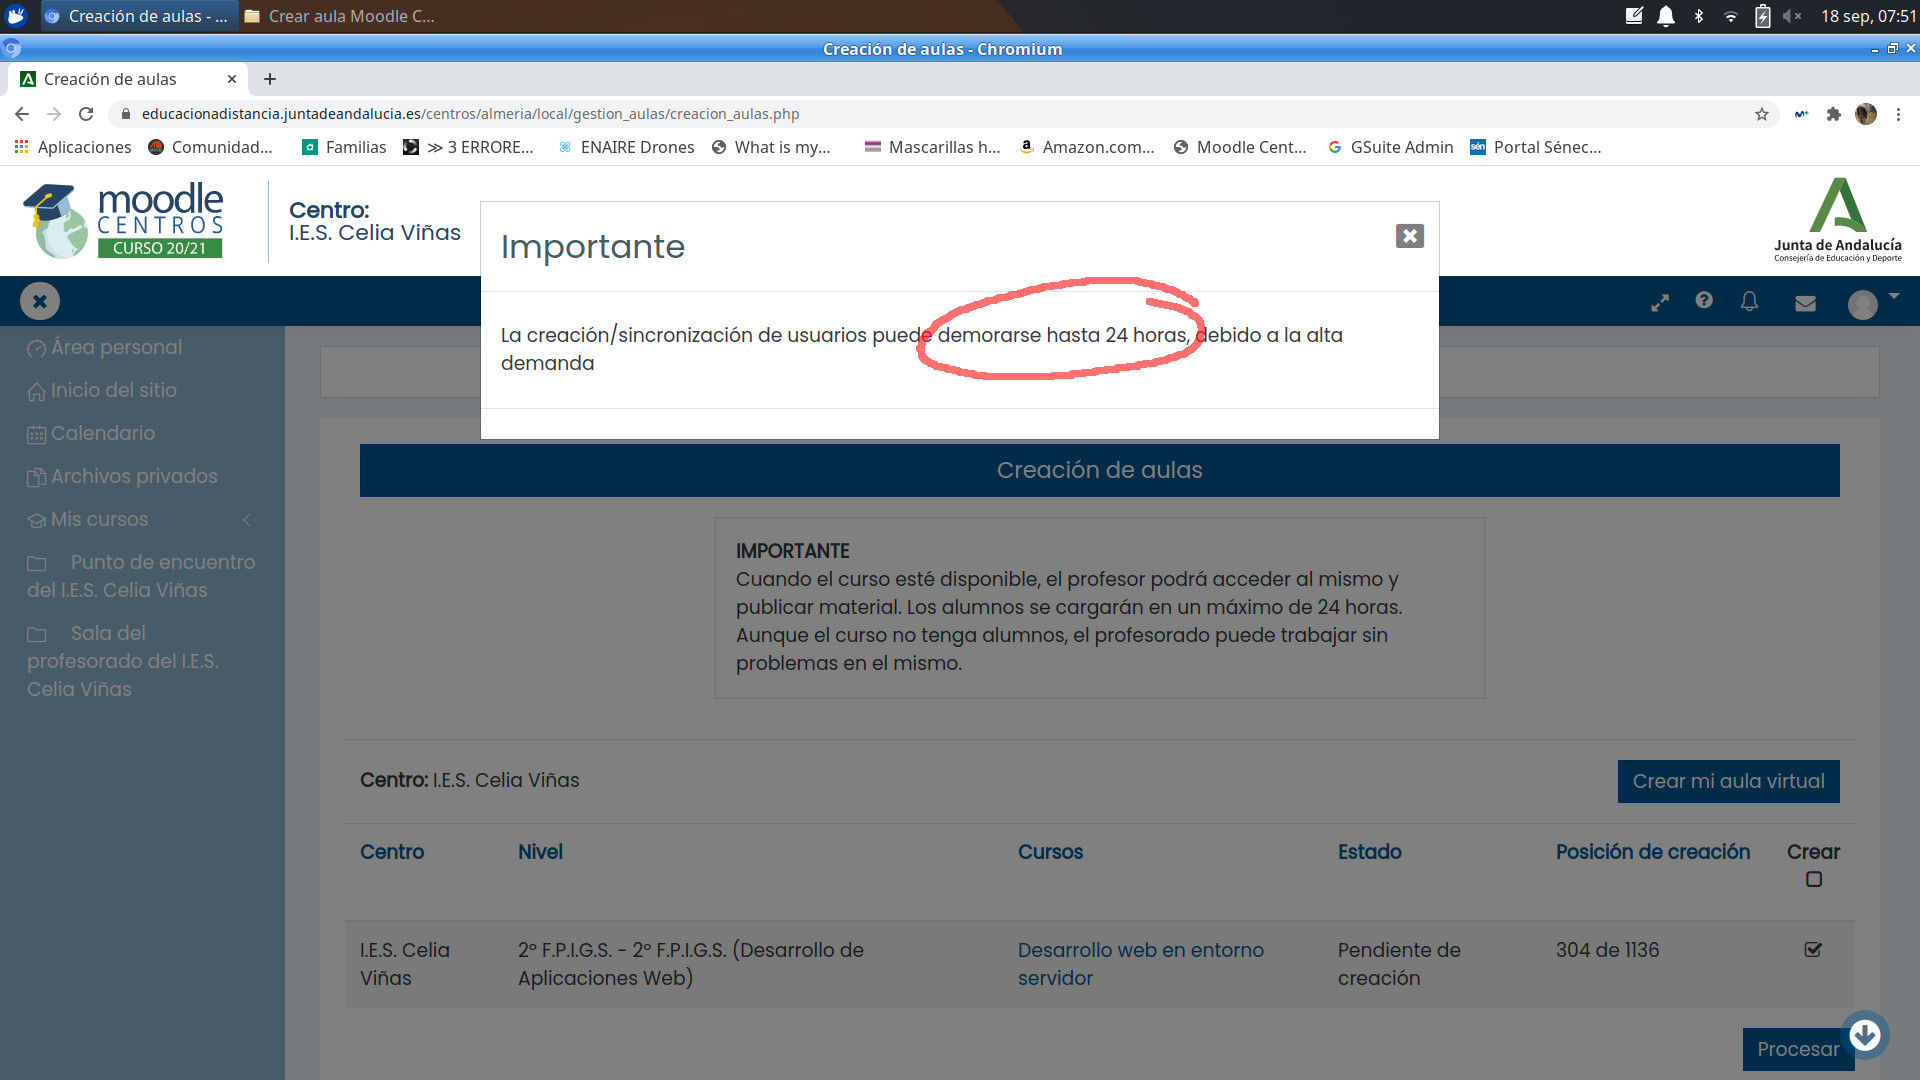 Creación de aulas - ...
Crear aula Moodle C...
18 sep, 07:51
Creación de aulas - Chromium
Creación de aulas
educacionadistancia.juntadeandalucia.es/centros/almeria/local/gestion_aulas/creacion_aulas.php
Aplicaciones
Comunidad...
Familias
≫ 3 ERRORE...
ENAIRE Drones
What is my...
Mascarillas h...
Amazon.com...
Moodle Cent...
GSuite Admin
Portal Sénec...
moodle
CENTROS
CURSO 20/21
Centro:
I.E.S. Celia Viñas
Junta de Andalucía
Consejería de Educación y Deporte
Importante
La creación/sincronización de usuarios puede demorarse hasta 24 horas, debido a la alta
demanda
Área personal
Inicio del sitio
Calendario
Archivos privados
Mis cursos
Punto de encuentro
del I.E.S. Celia Viñas
Sala del
profesorado del I.E.S.
Celia Viñas
Creación de aulas
IMPORTANTE
Cuando el curso esté disponible, el profesor podrá acceder al mismo y
publicar material. Los alumnos se cargarán en un máximo de 24 horas.
Aunque el curso no tenga alumnos, el profesorado puede trabajar sin
problemas en el mismo.
Centro: I.E.S. Celia Viñas
Crear mi aula virtual
Centro
Nivel
Cursos
Estado
Posición de creación
Crear
I.E.S. Celia
Viñas
2º F.P.I.G.S. - 2º F.P.I.G.S. (Desarrollo de
Aplicaciones Web)
Desarrollo web en entorno
servidor
Pendiente de
creación
304 de 1136
Procesar